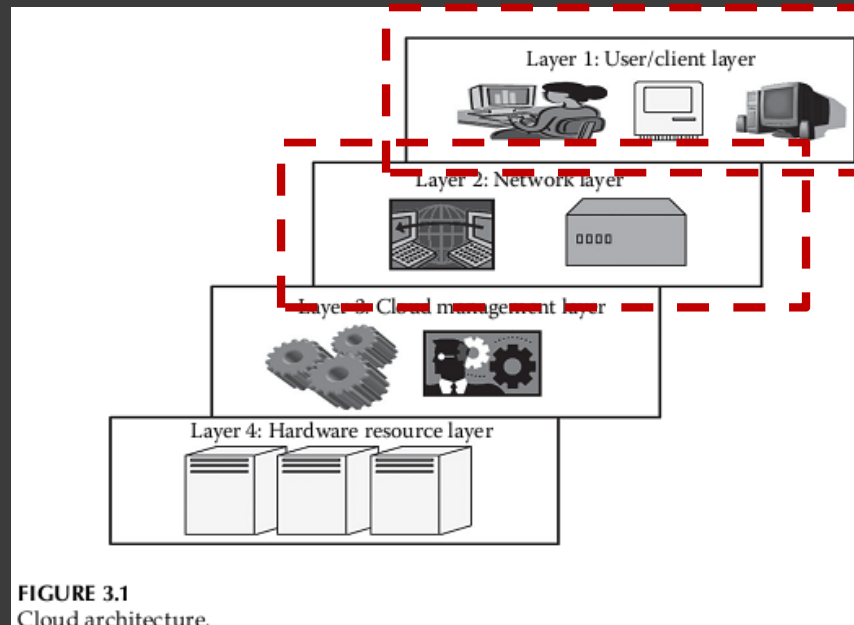 Layer 1: User/client layer
Layer 2: Network layer
Layer 3: Cloud management layer
Layer 4: Hardware resource layer
FIGURE 3.1
Cloud architecture.